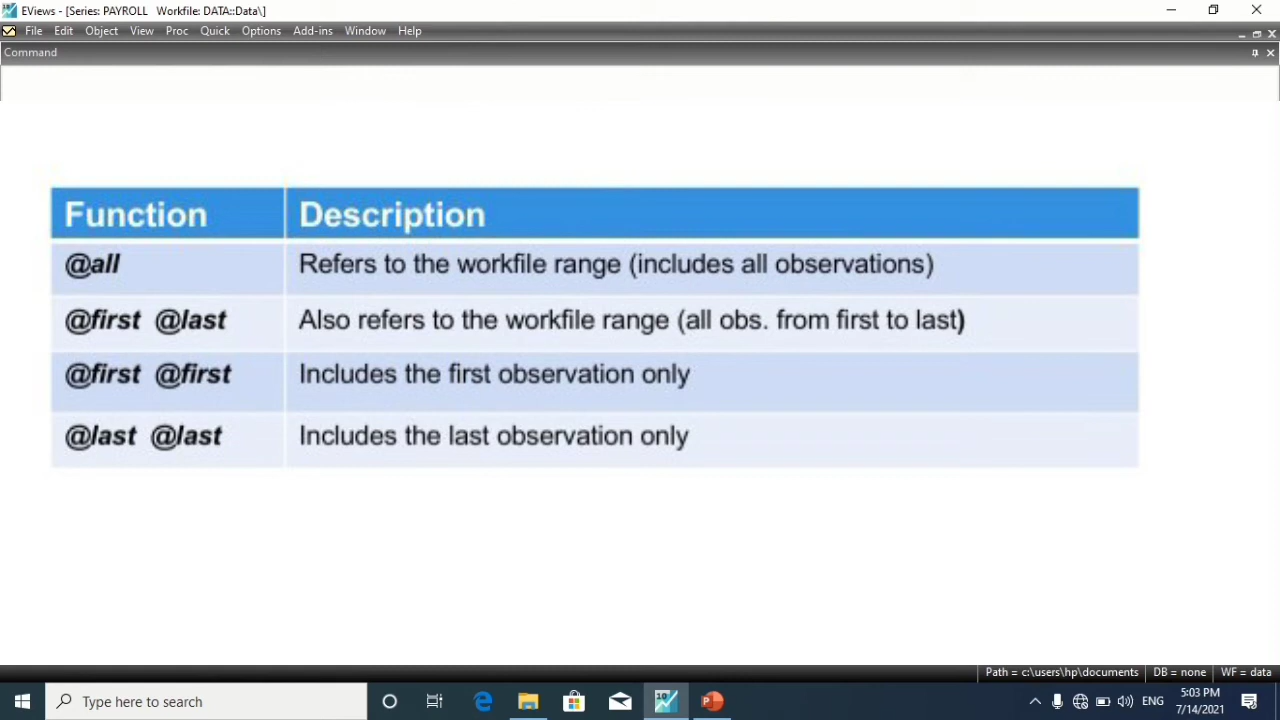 EViews - [Series: PAYROLL Workfile: DATA::Data\]
File Edit Object View Proc Quick Options Add-ins Window Help
Command
Function Description
@all Refers to the workfile range (includes all observations)
@first @last Also refers to the workfile range (all obs. from first to last)
@first @first Includes the first observation only
@last @last Includes the last observation only
Path = c:\users\hp\documents DB = none WF = data
Type here to search
ENG
5:03 PM
7/14/2021